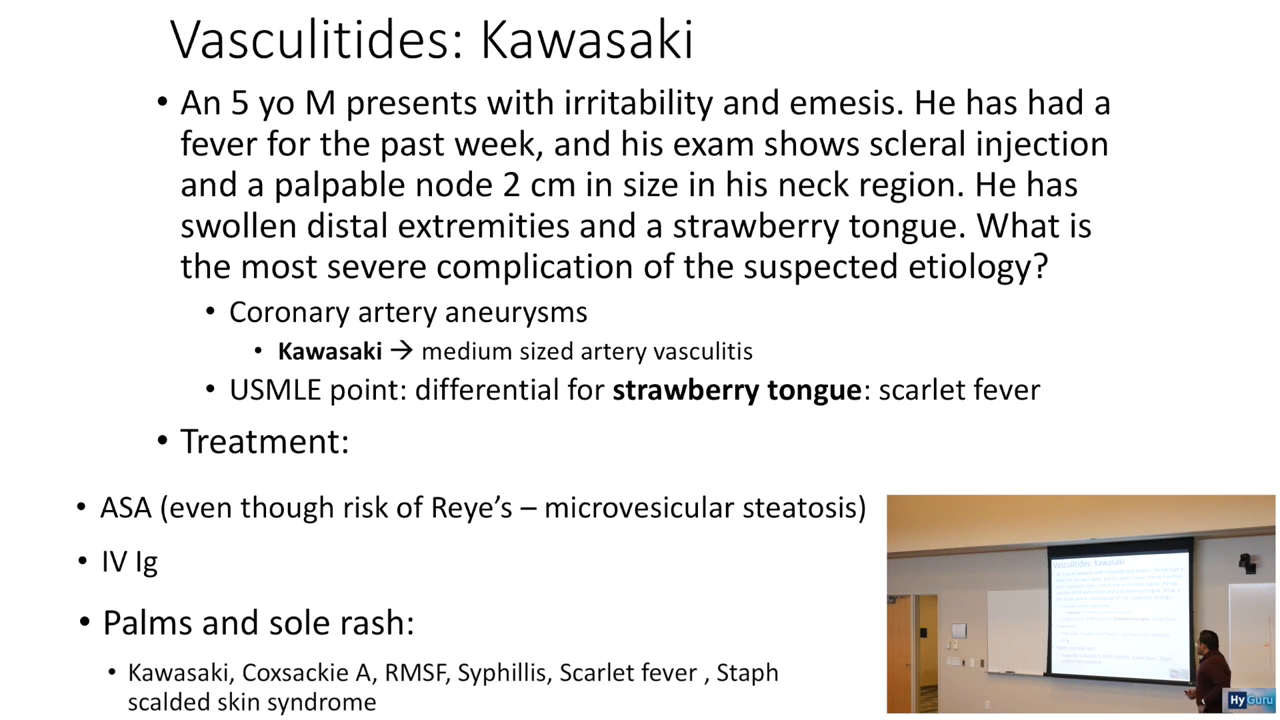 Vasculitides: Kawasaki
• An 5 yo M presents with irritability and emesis. He has had a
fever for the past week, and his exam shows scleral injection
and a palpable node 2 cm in size in his neck region. He has
swollen distal extremities and a strawberry tongue. What is
the most severe complication of the suspected etiology?
• Coronary artery aneurysms
• Kawasaki → medium sized artery vasculitis
• USMLE point: differential for strawberry tongue: scarlet fever
• Treatment:
• ASA (even though risk of Reye's – microvesicular steatosis)
• IV Ig
• Palms and sole rash:
• Kawasaki, Coxsackie A, RMSF, Syphillis, Scarlet fever , Staph
scalded skin syndrome
Vasculitides: Kawasaki
HyGuru